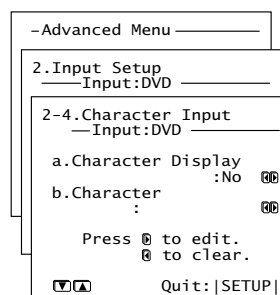 -Advanced Menu
2.Input Setup
Input:DVD
2-4.Character Input
Input:DVD
a.Character Display
:No
b.Character
:
Press to edit.
to clear.
Quit:|SETUP|